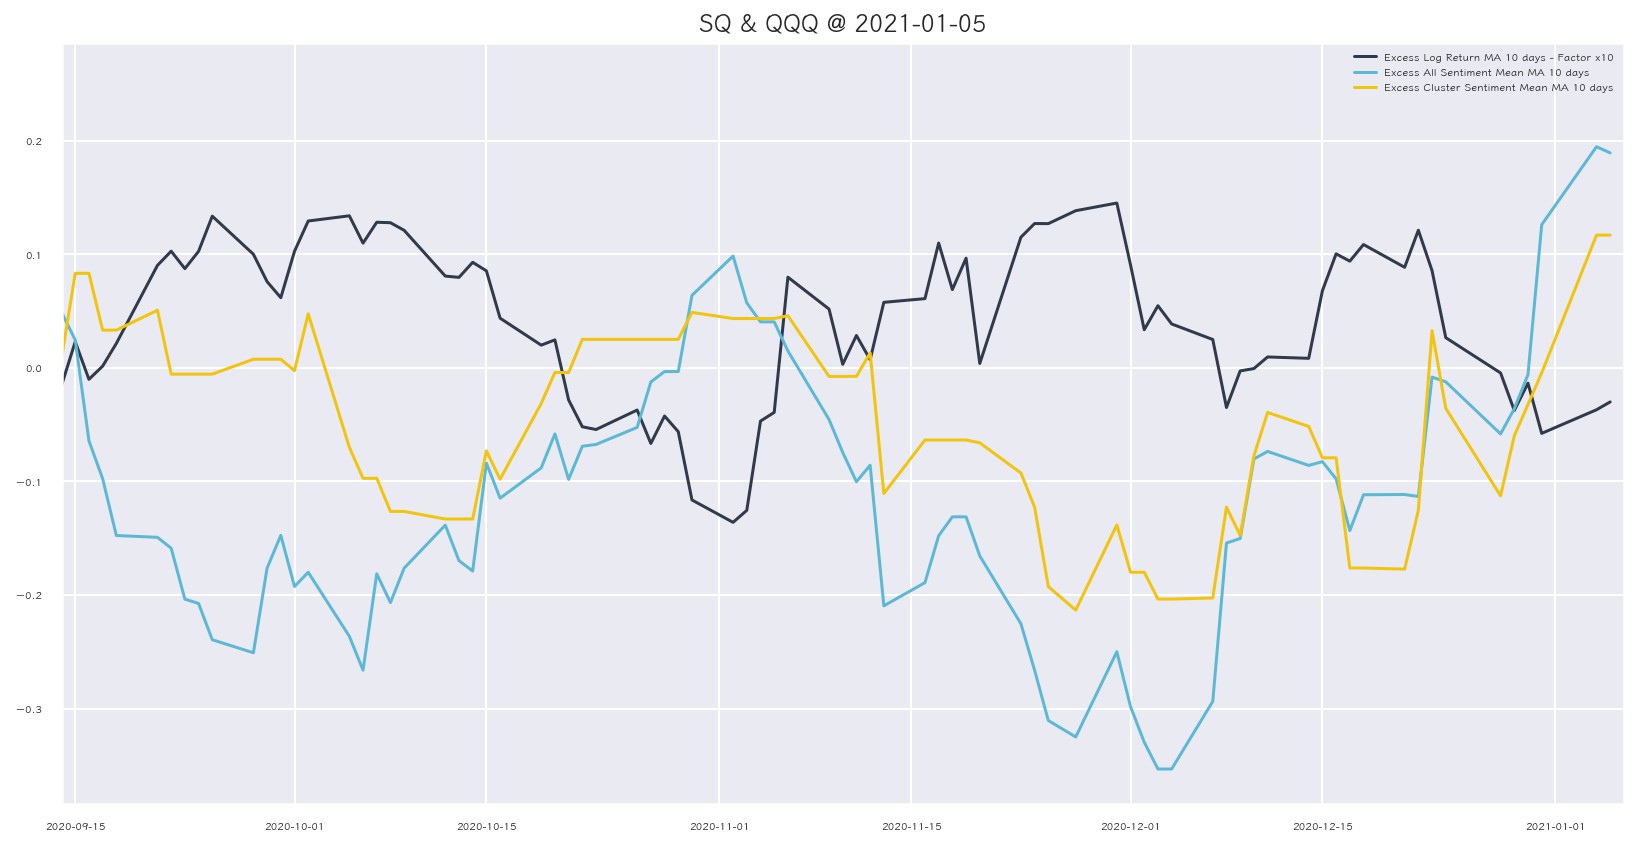 SQ & QQQ @ 2021-01-05
Excess Log Return MA 10 days - Factor x10
Excess All Sentiment Mean MA 10 days
Excess Cluster Sentiment Mean MA 10 days
0.2
0.1
0.0
−0.1
−0.2
−0.3
2020-09-15 2020-10-01 2020-10-15 2020-11-01 2020-11-15 2020-12-01 2020-12-15 2021-01-01